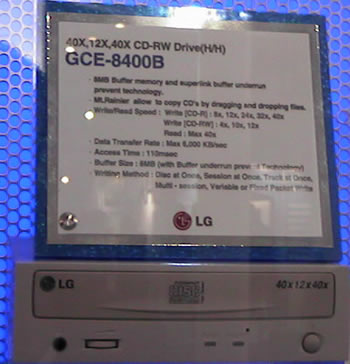 40X,12X,40X CD-RW Drive(H/H)
GCE-8400B
· 8MB Buffer memory and superlink buffer underrun
prevent technology.
· Mt.Rainier allow to copy CD's by dragging and dropping files.
· Write/Read Speed : Write [CD-R] : 8x, 12x, 24x, 32x, 40x
Write [CD-RW] : 4x, 10x, 12x
Read : Max 40x
· Data Transfer Rate : Max 6,000 KB/sec
· Access Time : 110msec
· Buffer Size : 8MB (with Buffer underrun prevent Technology)
· Writing Method : Disc at Once, Session at Once, Track at Once,
Multi - session, Variable or Fixed Packet Write
LG
LG
disc
40x12x40x